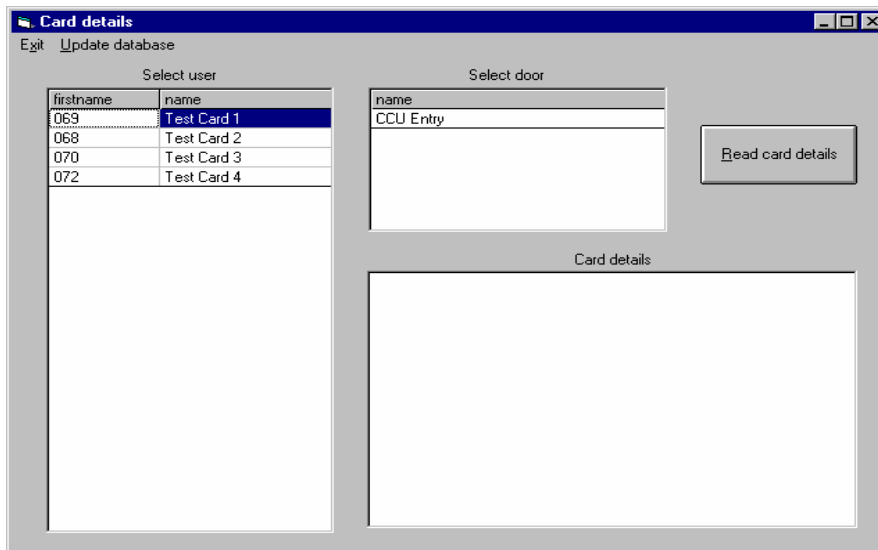 Card details
Exit Update database
Select user
firstname name
069 Test Card 1
068 Test Card 2
070 Test Card 3
072 Test Card 4
Select door
name
CCU Entry
Read card details
Card details